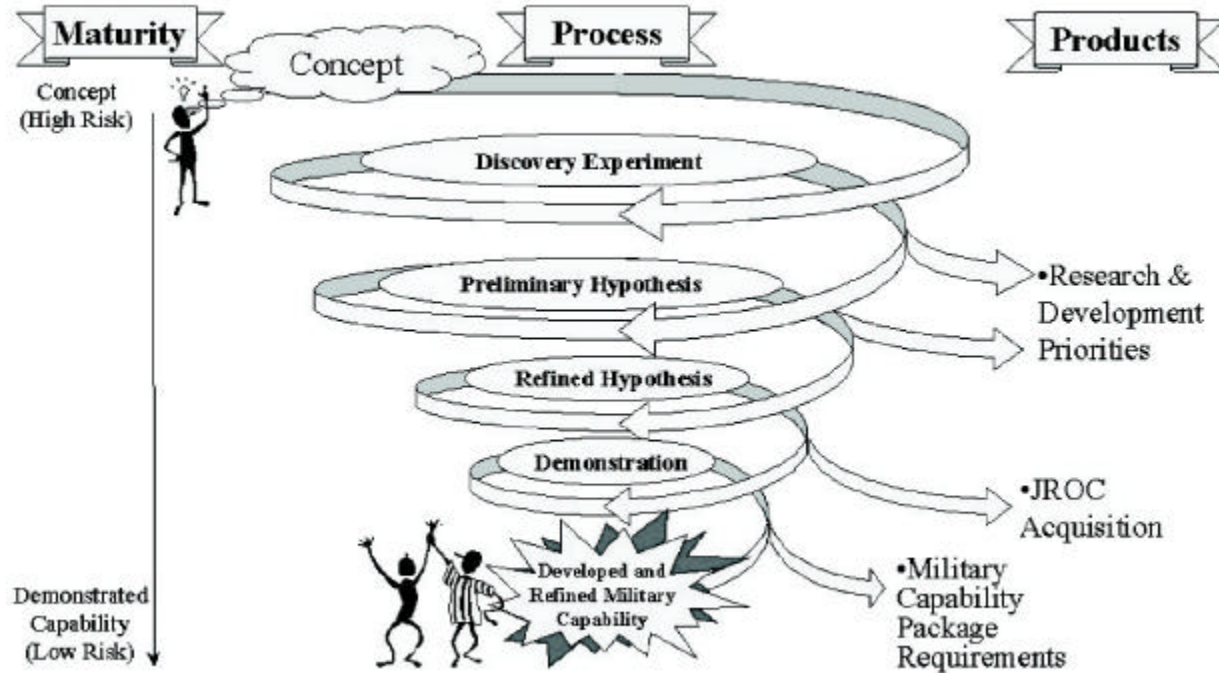 Maturity
Process
Products
Concept
Concept
(High Risk)
Discovery Experiment
•Research &
Development
Priorities
Preliminary Hypothesis
Refined Hypothesis
Demonstration
•JROC
Acquisition
Developed and
Refined Military
Capability
•Military
Capability
Package
Requirements
Demonstrated
Capability
(Low Risk)